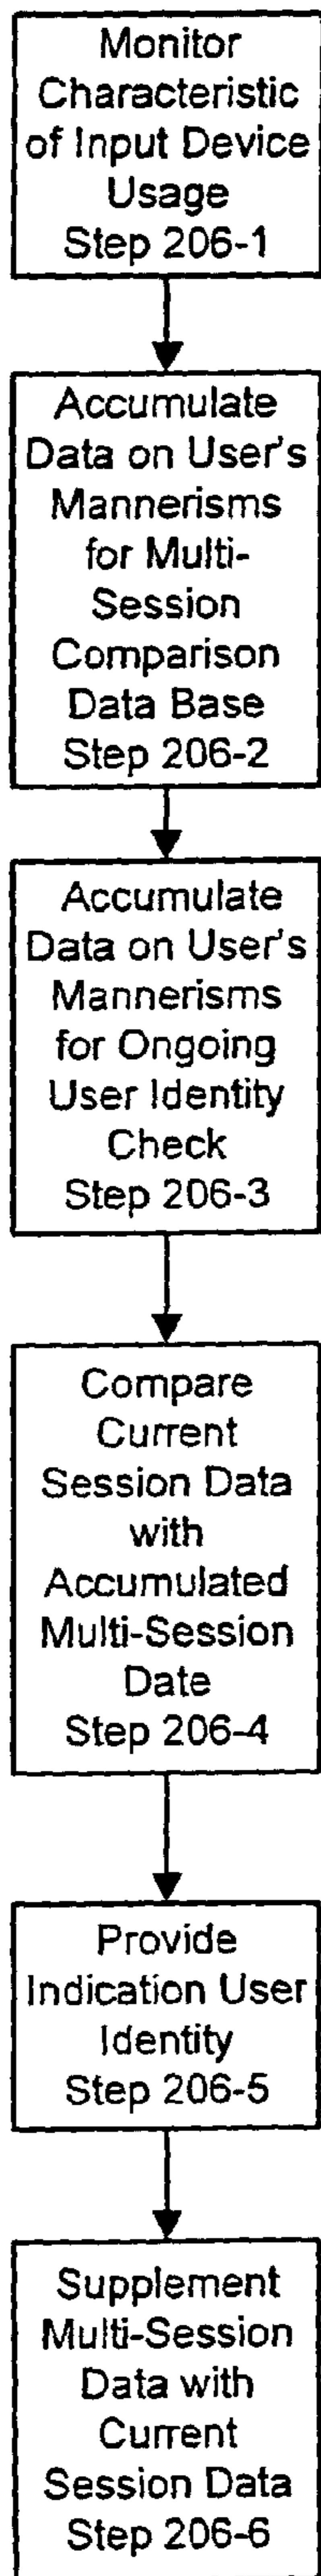 Monitor
Characteristic
of Input Device
Usage
Step 206-1
Accumulate
Data on User's
Mannerisms
for Multi-
Session
Comparison
Data Base
Step 206-2
Accumulate
Data on User's
Mannerisms
for Ongoing
User Identity
Check
Step 206-3
Compare
Current
Session Data
with
Accumulated
Multi-Session
Date
Step 206-4
Provide
Indication User
Identity
Step 206-5
Supplement
Multi-Session
Data with
Current
Session Data
Step 206-6